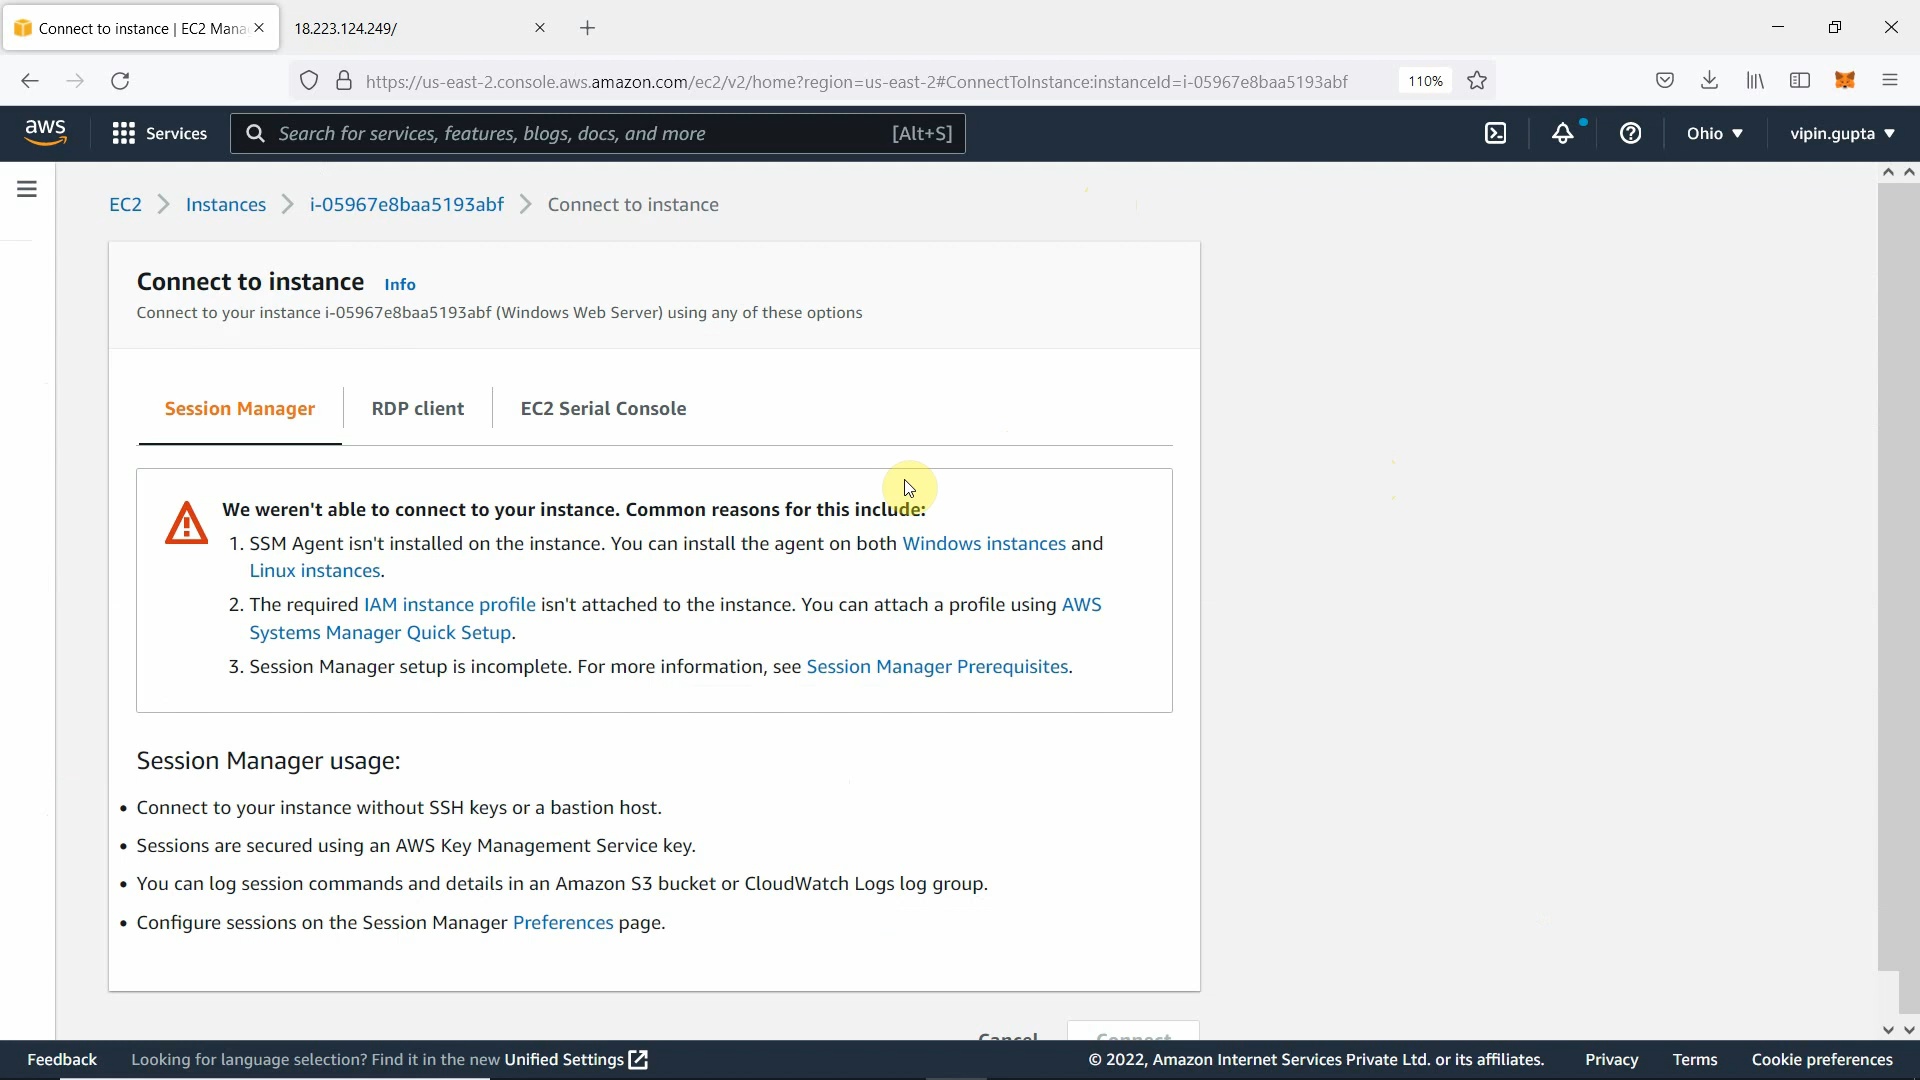 Connect to instance | EC2 Mana
18.223.124.249/
https://us-east-2.console.aws.amazon.com/ec2/v2/home?region=us-east-2#ConnectToInstance:instanceId=i-05967e8baa5193abf
110%
aws
Services
Search for services, features, blogs, docs, and more
[Alt+S]
Ohio
vipin.gupta
EC2 > Instances > i-05967e8baa5193abf > Connect to instance
Connect to instance Info
Connect to your instance i-05967e8baa5193abf (Windows Web Server) using any of these options
Session Manager
RDP client
EC2 Serial Console
We weren't able to connect to your instance. Common reasons for this include:
1. SSM Agent isn't installed on the instance. You can install the agent on both Windows instances and
Linux instances.
2. The required IAM instance profile isn't attached to the instance. You can attach a profile using AWS
Systems Manager Quick Setup.
3. Session Manager setup is incomplete. For more information, see Session Manager Prerequisites.
Session Manager usage:
• Connect to your instance without SSH keys or a bastion host.
• Sessions are secured using an AWS Key Management Service key.
• You can log session commands and details in an Amazon S3 bucket or CloudWatch Logs log group.
• Configure sessions on the Session Manager Preferences page.
Cancel
Connect
Feedback
Looking for language selection? Find it in the new Unified Settings
© 2022, Amazon Internet Services Private Ltd. or its affiliates.
Privacy
Terms
Cookie preferences